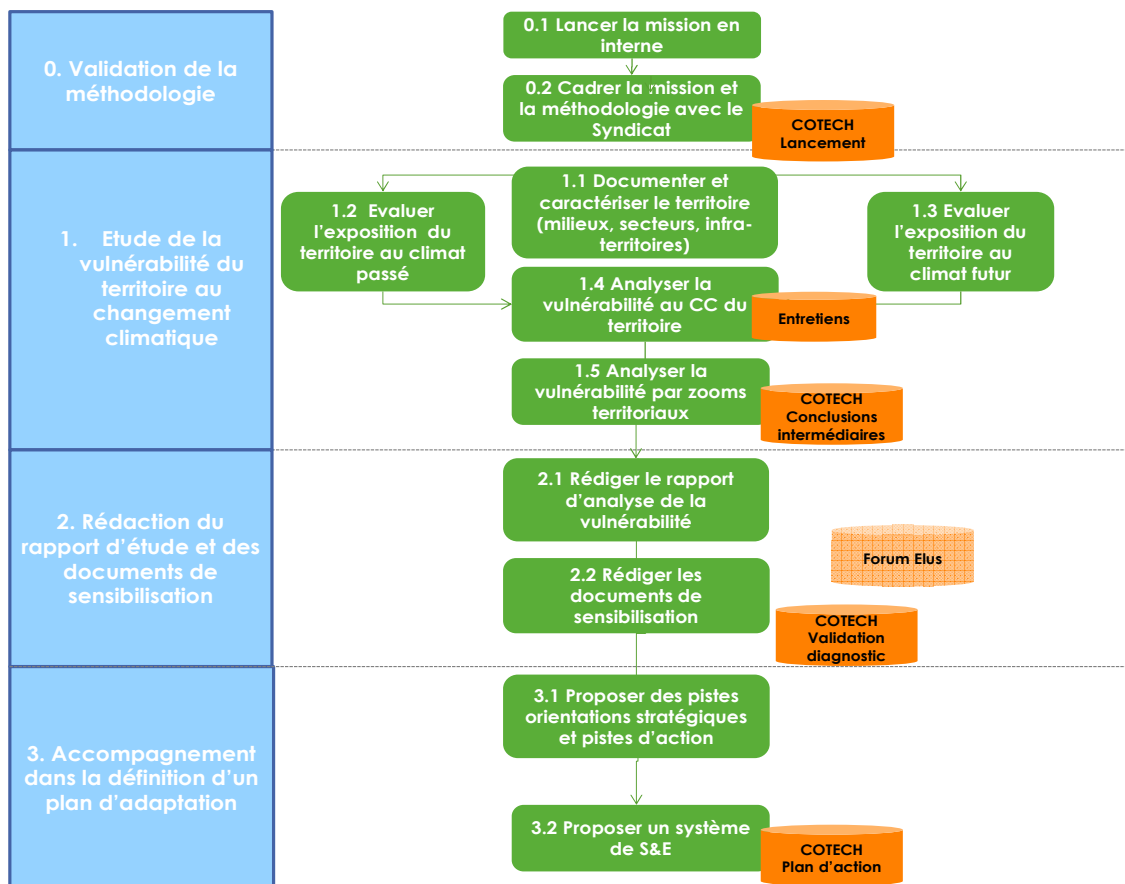 0. Validation de la
méthodologie
0.1 Lancer la mission en
interne
0.2 Cadrer la mission et
la méthodologie avec le
Syndicat
COTECH
Lancement
1. Etude de la
vulnérabilité du
territoire au
changement
climatique
1.1 Documenter et
caractériser le territoire
(milieux, secteurs, infra-
territoires)
1.2 Evaluer
l’exposition du
territoire au climat
passé
1.3 Evaluer
l’exposition du
territoire au
climat futur
1.4 Analyser la
vulnérabilité au CC du
territoire
Entretiens
1.5 Analyser la
vulnérabilité par zooms
territoriaux
COTECH
Conclusions
intermédiaires
2. Rédaction du
rapport d’étude et des
documents de
sensibilisation
2.1 Rédiger le rapport
d’analyse de la
vulnérabilité
Forum Elus
2.2 Rédiger les
documents de
sensibilisation
COTECH
Validation
diagnostic
3. Accompagnement
dans la définition d’un
plan d’adaptation
3.1 Proposer des pistes
orientations stratégiques
et pistes d’action
3.2 Proposer un système
de S&E
COTECH
Plan d’action